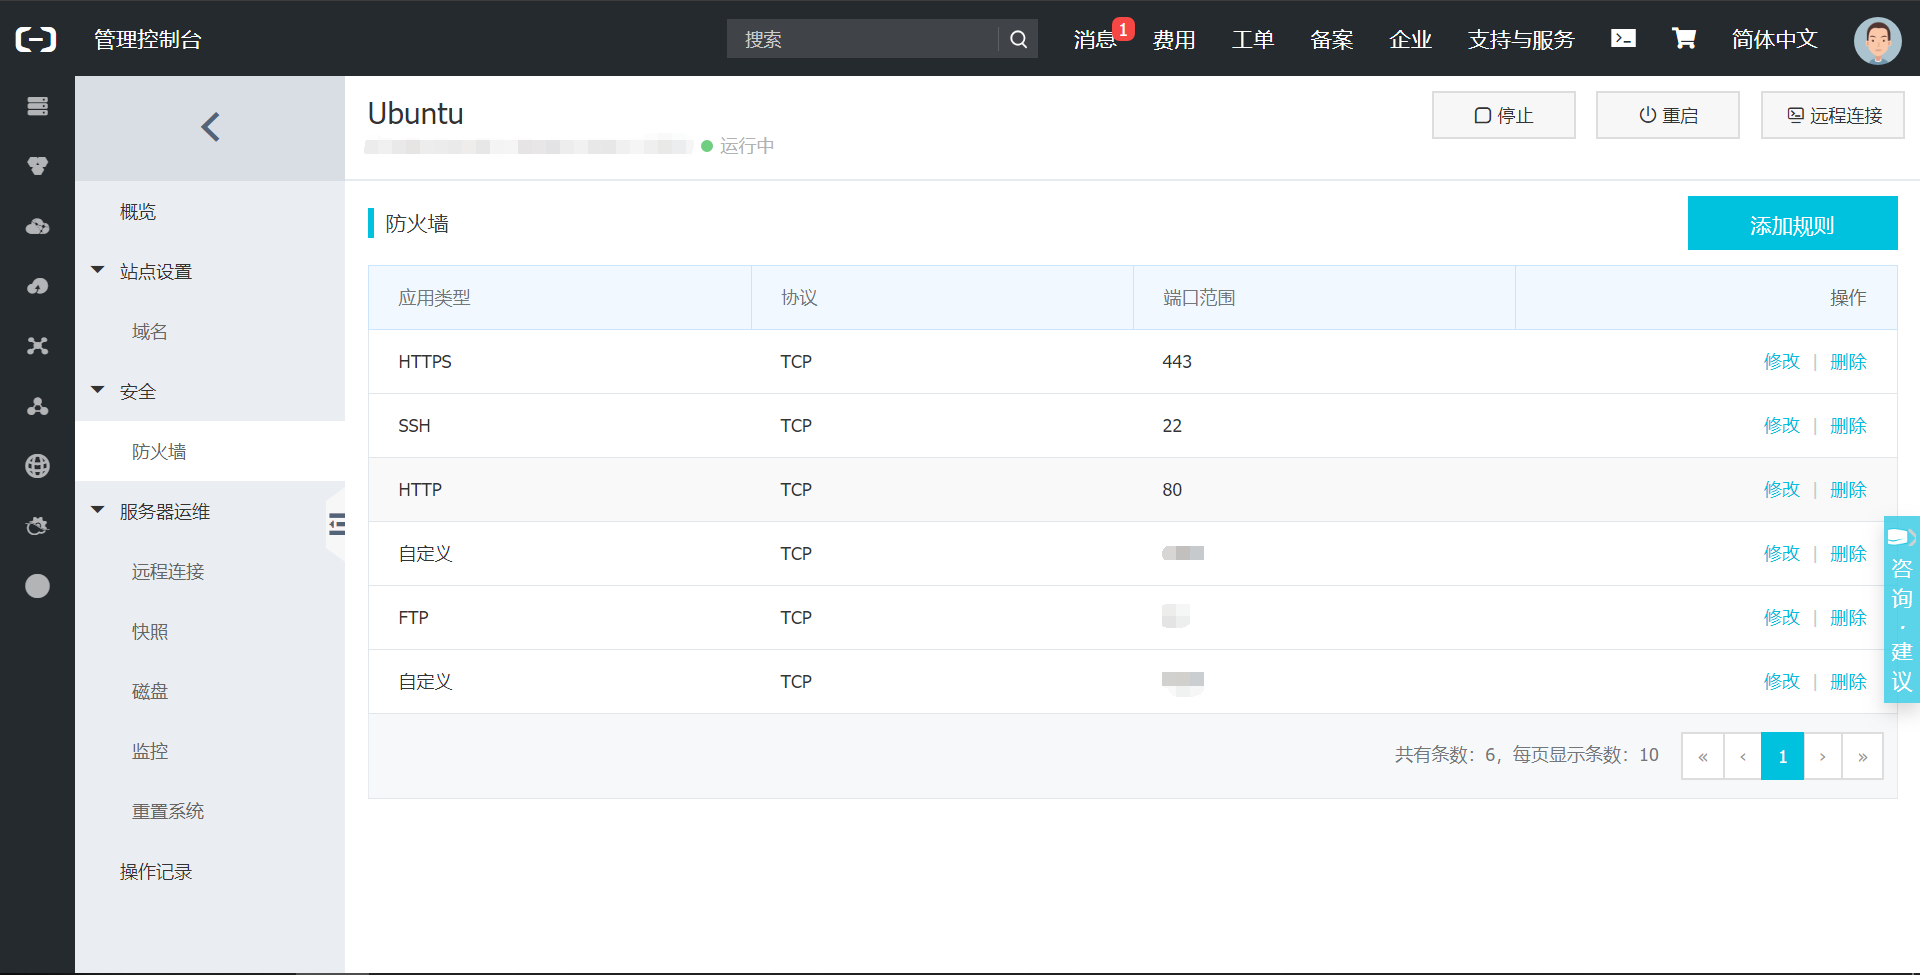 管理控制台
搜索
消息 1 费用 工单 备案 企业 支持与服务 简体中文
Ubuntu
运行中
停止 重启 远程连接
概览
站点设置
域名
安全
防火墙
服务器运维
远程连接
快照
磁盘
监控
重置系统
操作记录
防火墙
添加规则
应用类型 协议 端口范围 操作
HTTPS TCP 443 修改 | 删除
SSH TCP 22 修改 | 删除
HTTP TCP 80 修改 | 删除
自定义 TCP 修改 | 删除
FTP TCP 修改 | 删除
自定义 TCP 修改 | 删除
共有条数：6，每页显示条数：10 « ‹ 1 › »
咨
询
·
建
议